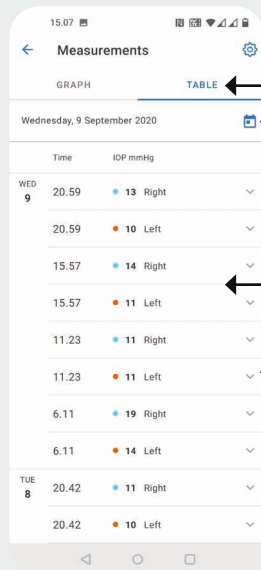 15.07
Measurements
GRAPH TABLE
Wednesday, 9 September 2020
Time IOP mmHg
WED
9
20.59 13 Right
20.59 10 Left
15.57 14 Right
15.57 11 Left
11.23 11 Right
11.23 11 Left
6.11 19 Right
6.11 14 Left
TUE
8
20.42 11 Right
20.42 10 Left